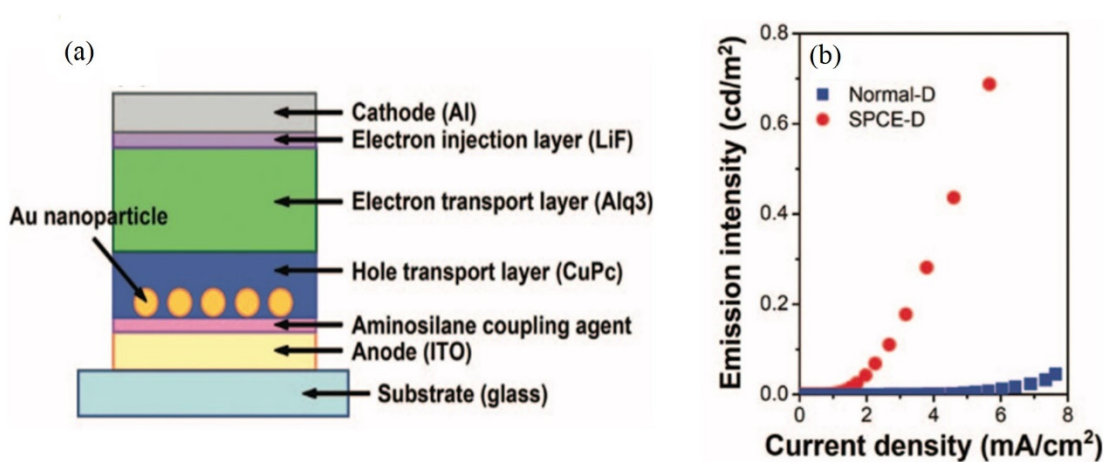 (a)
Cathode (Al)
Electron injection layer (LiF)
Electron transport layer (Alq3)
Au nanoparticle
Hole transport layer (CuPc)
Aminosilane coupling agent
Anode (ITO)
Substrate (glass)
(b)
Emission intensity (cd/m²)
0.8
0.6
0.4
0.2
0.0
Normal-D
SPCE-D
0 2 4 6 8
Current density (mA/cm²)